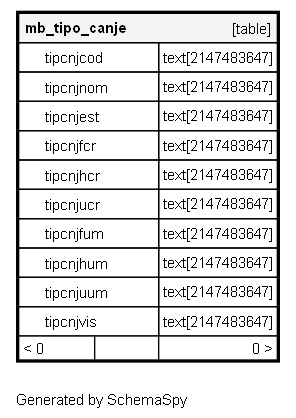 mb_tipo_canje [table]
tipcnjcod text[2147483647]
tipcnjnom text[2147483647]
tipcnjest text[2147483647]
tipcnjfcr text[2147483647]
tipcnjhcr text[2147483647]
tipcnjucr text[2147483647]
tipcnjfum text[2147483647]
tipcnjhum text[2147483647]
tipcnjuum text[2147483647]
tipcnjvis text[2147483647]
< 0 0 >
Generated by SchemaSpy